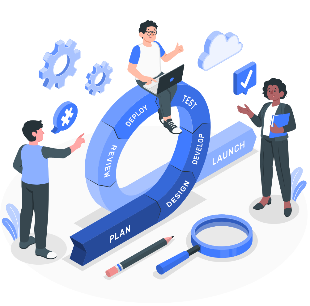 PLAN
DESIGN
DEVELOP
TEST
DEPLOY
REVIEW
LAUNCH
#